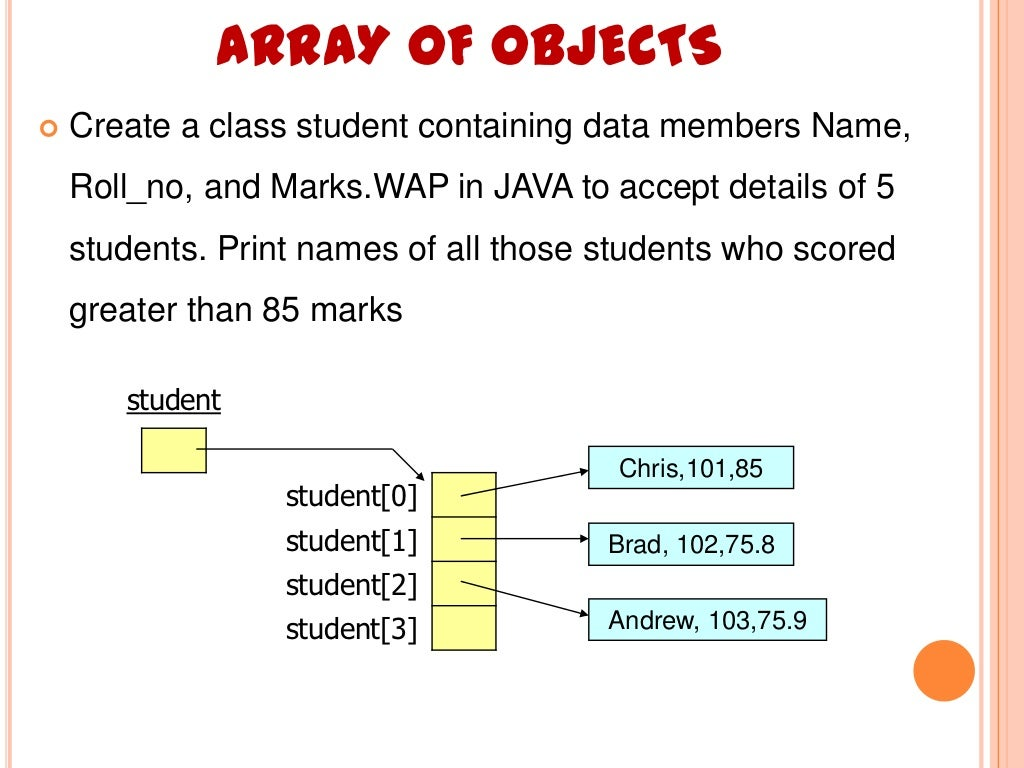 ARRAY OF OBJECTS
Create a class student containing data members Name,
Roll_no, and Marks.WAP in JAVA to accept details of 5
students. Print names of all those students who scored
greater than 85 marks
student
student[0]
Chris,101,85
student[1]
Brad, 102,75.8
student[2]
Andrew, 103,75.9
student[3]